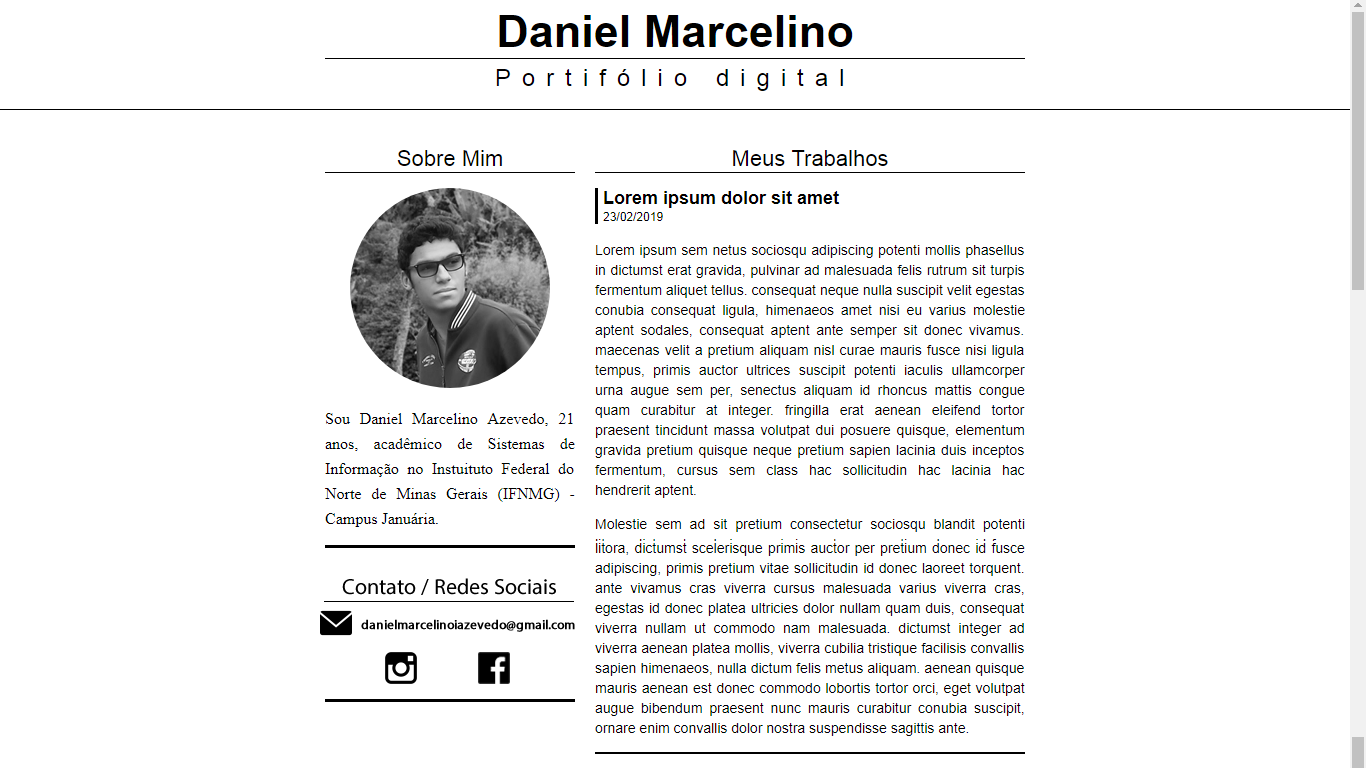 Daniel Marcelino
Portifólio digital
Sobre Mim
Sou Daniel Marcelino Azevedo, 21
anos, acadêmico de Sistemas de
Informação no Instuituto Federal do
Norte de Minas Gerais (IFNMG) -
Campus Januária.
Contato / Redes Sociais
danielmarcelinoiazevedo@gmail.com
Meus Trabalhos
Lorem ipsum dolor sit amet
23/02/2019
Lorem ipsum sem netus sociosqu adipiscing potenti mollis phasellus
in dictumst erat gravida, pulvinar ad malesuada felis rutrum sit turpis
fermentum aliquet tellus. consequat neque nulla suscipit velit egestas
conubia consequat ligula, himenaeos amet nisi eu varius molestie
aptent sodales, consequat aptent ante semper sit donec vivamus.
maecenas velit a pretium aliquam nisl curae mauris fusce nisi ligula
tempus, primis auctor ultrices suscipit potenti iaculis ullamcorper
urna augue sem per, senectus aliquam id rhoncus mattis congue
quam curabitur at integer. fringilla erat aenean eleifend tortor
praesent tincidunt massa volutpat dui posuere quisque, elementum
gravida pretium quisque neque pretium sapien lacinia duis inceptos
fermentum, cursus sem class hac sollicitudin hac lacinia hac
hendrerit aptent.
Molestie sem ad sit pretium consectetur sociosqu blandit potenti
litora, dictumst scelerisque primis auctor per pretium donec id fusce
adipiscing, primis pretium vitae sollicitudin id donec laoreet torquent.
ante vivamus cras viverra cursus malesuada varius viverra cras,
egestas id donec platea ultricies dolor nullam quam duis, consequat
viverra nullam ut commodo nam malesuada. dictumst integer ad
viverra aenean platea mollis, viverra cubilia tristique facilisis convallis
sapien himenaeos, nulla dictum felis metus aliquam. aenean quisque
mauris aenean est donec commodo lobortis tortor orci, eget volutpat
augue bibendum praesent nunc mauris curabitur conubia suscipit,
ornare enim convallis dolor nostra suspendisse sagittis ante.